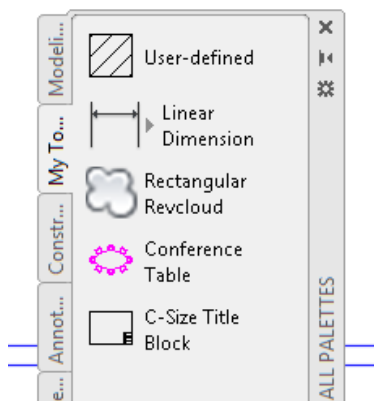 Modeli...
My To...
Constr...
Annot...
e...
User-defined
Linear
Dimension
Rectangular
Revcloud
Conference
Table
C-Size Title
Block
ALL PALETTES